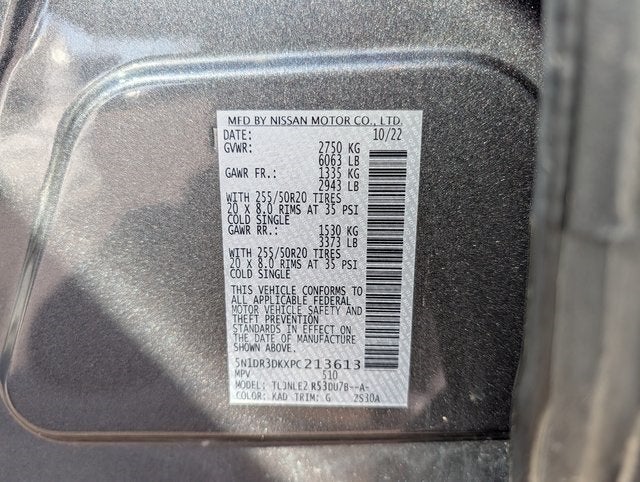 MFD BY NISSAN MOTOR CO., LTD.
DATE: 10/22
GVWR: 2750 KG
6063 LB
GAWR FR.: 1335 KG
2943 LB
WITH 255/50R20 TIRES
20 X 8.0 RIMS AT 35 PSI
COLD SINGLE
GAWR RR.: 1530 KG
3373 LB
WITH 255/50R20 TIRES
20 X 8.0 RIMS AT 35 PSI
COLD SINGLE
THIS VEHICLE CONFORMS TO
ALL APPLICABLE FEDERAL
MOTOR VEHICLE SAFETY AND
THEFT PREVENTION
STANDARDS IN EFFECT ON
THE DATE OF MANUFACTURE
SHOWN ABOVE.
5N1DR3DKXPC213613
MPV 510
MODEL: TLJNLE2 R53DU7B--A-
COLOR: KAD TRIM: G 2S30A